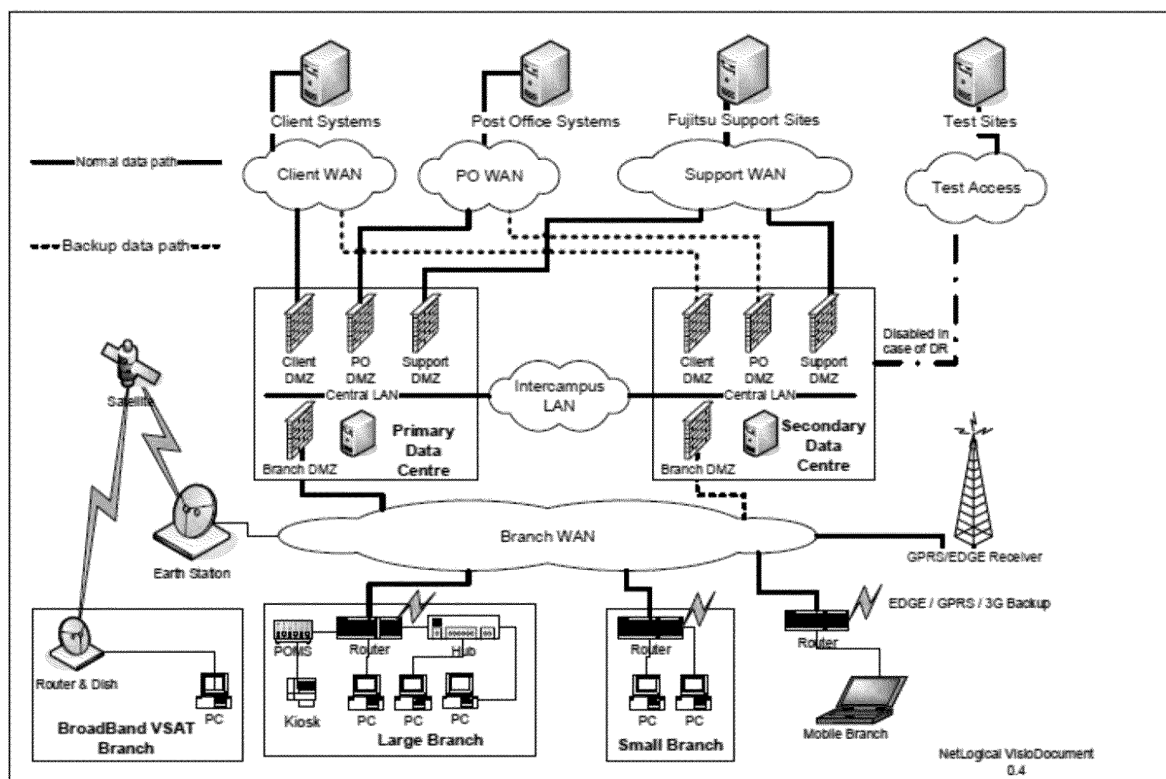 Client Systems
Post Office Systems
Fujitsu Support Sites
Test Sites
Normal data path
Client WAN
PO WAN
Support WAN
Test Access
Backup data path
Client
DMZ
PO
DMZ
Support
DMZ
Client
DMZ
PO
DMZ
Support
DMZ
Disabled in
case of DR
Satellite
Central LAN
Intercampus
LAN
Central LAN
Primary
Data
Centre
Branch DMZ
Secondary
Data
Centre
Branch DMZ
Branch WAN
Earth Station
GPRS/EDGE Receiver
EDGE / GPRS / 3G Backup
POMS
Router
Hub
Router
Router
Router & Dish
PC
Kiosk
PC
PC
PC
PC
PC
Mobile Branch
BroadBand VSAT
Branch
Large Branch
Small Branch
NetLogical VisioDocument
0.4